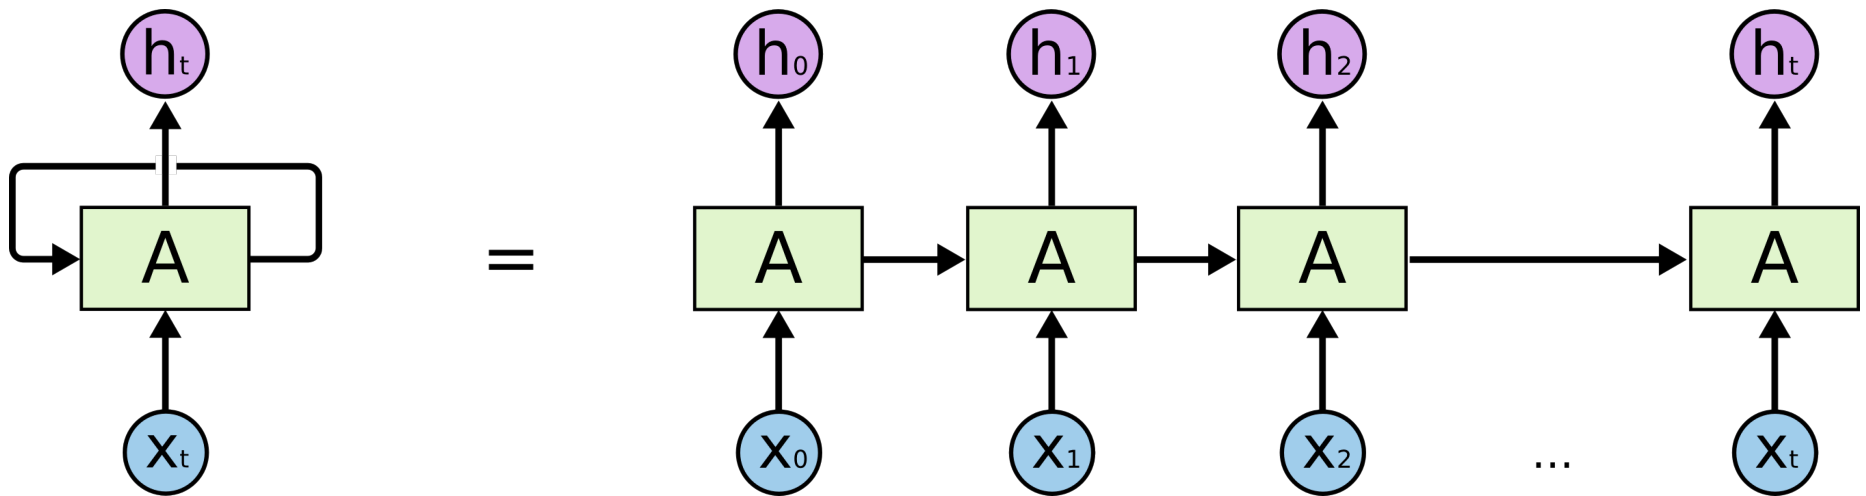 hₜ h₀ h₁ h₂ hₜ
A = A A A A
xₜ x₀ x₁ x₂ ... xₜ